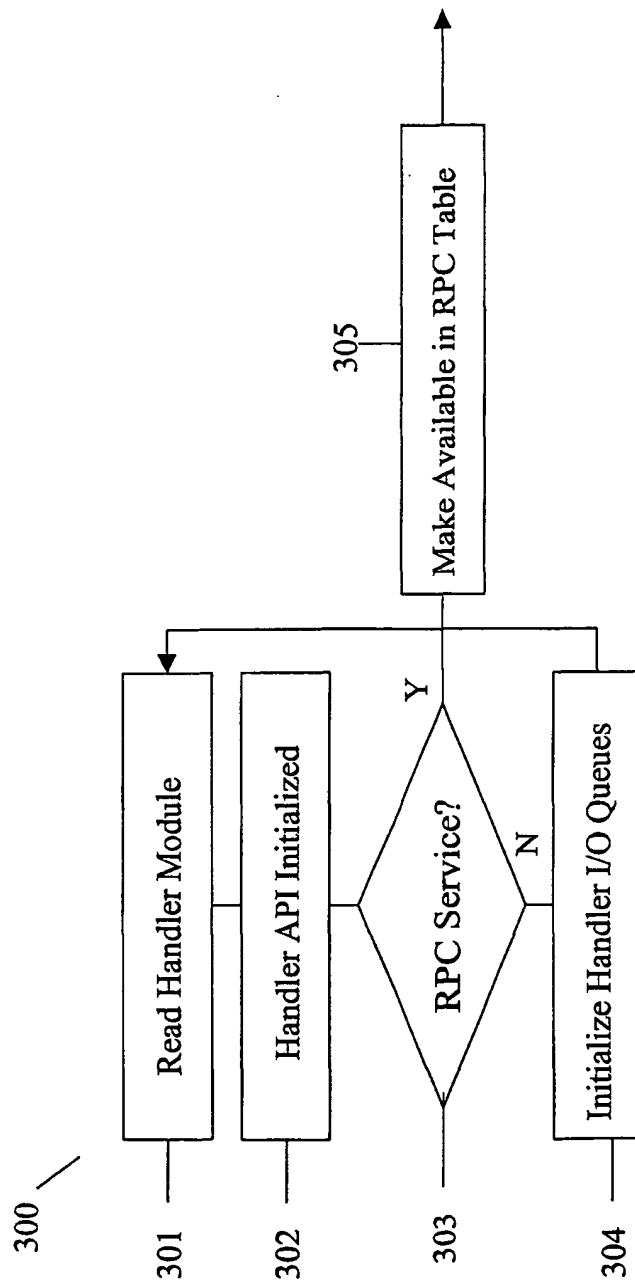 300
301
Read Handler Module
302
Handler API Initialized
303
RPC Service?
Y
N
304
Initialize Handler I/O Queues
305
Make Available in RPC Table